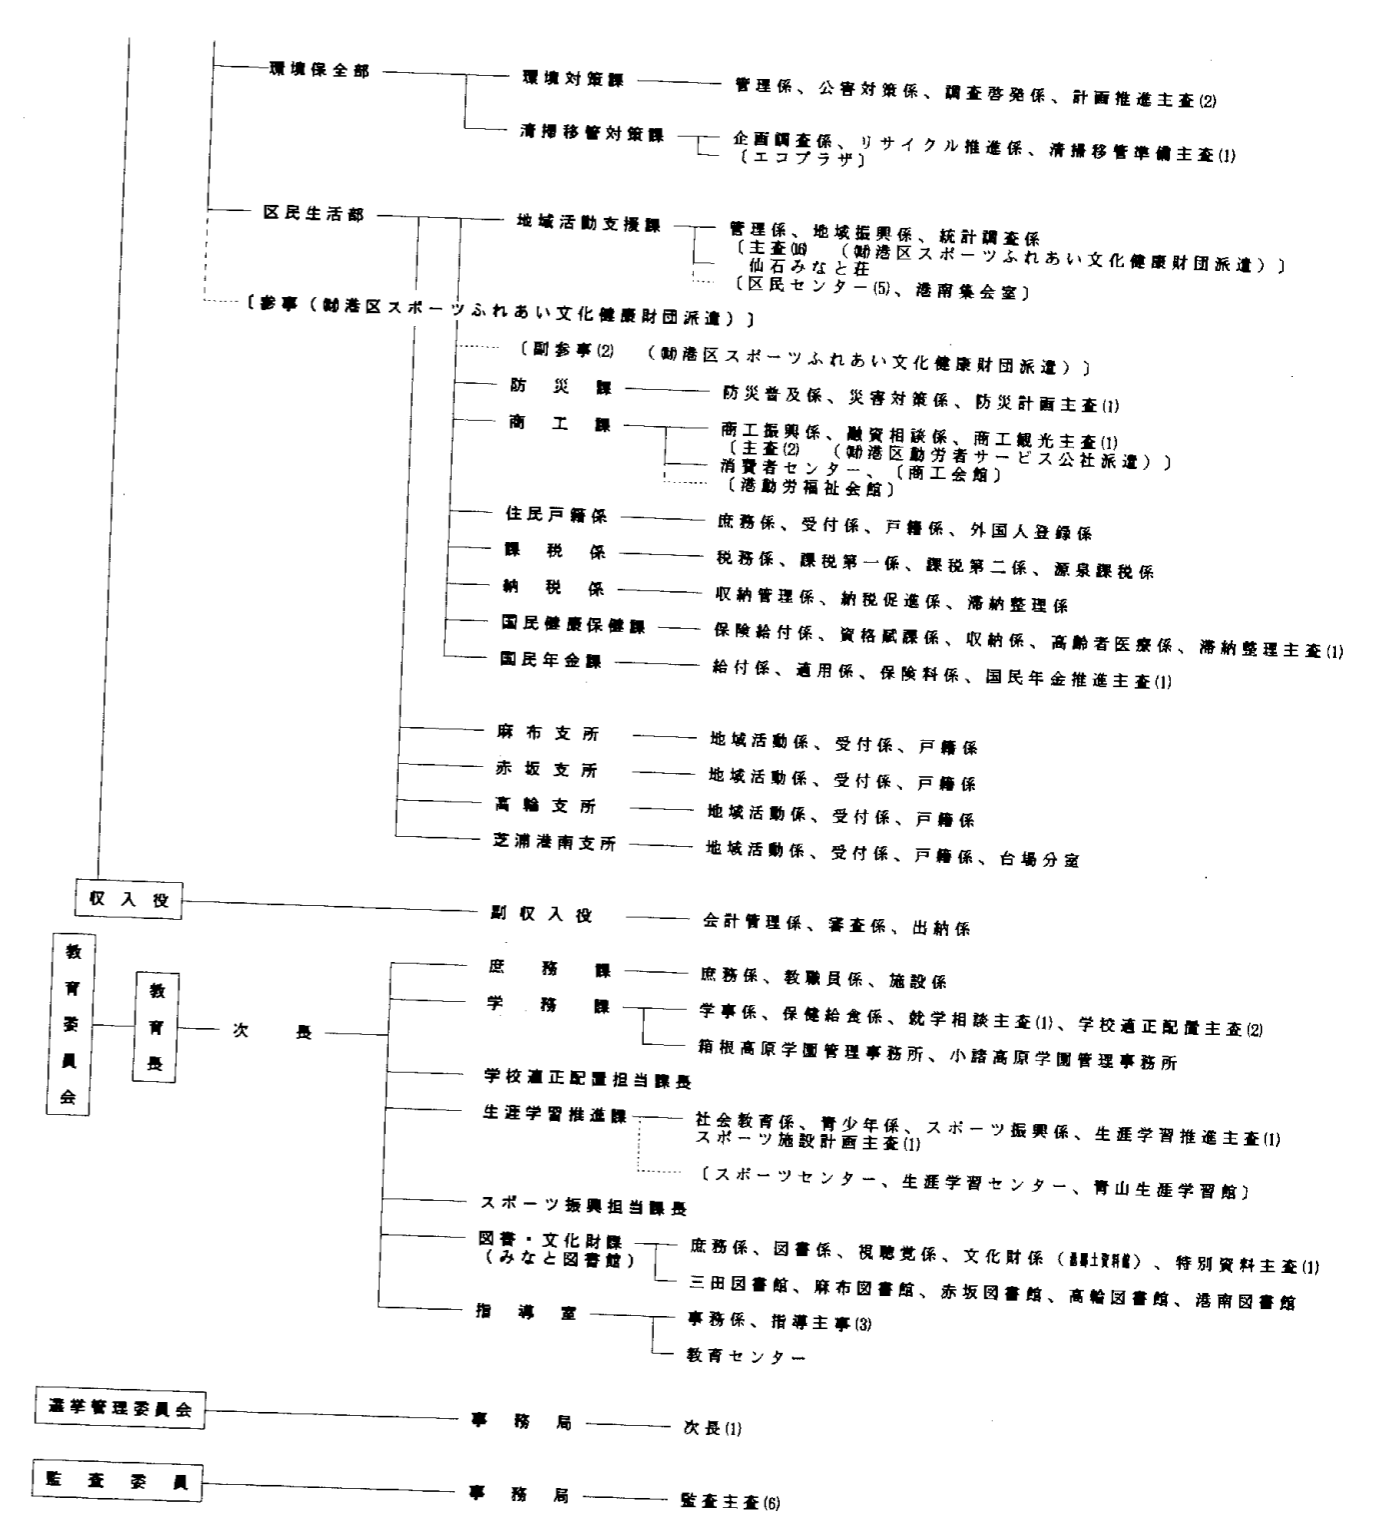 環境保全部 環境対策課 管理係、公害対策係、調査啓発係、計画推進主査(2)
清掃移管対策課 企画調査係、リサイクル推進係、清掃移管準備主査(1)
〔エコプラザ〕
区民生活部 地域活動支援課 管理係、地域振興係、統計調査係
〔主査(16) (㈶港区スポーツふれあい文化健康財団派遣)〕
仙石みなと荘
〔区民センター(5)、港南集会室〕
〔参事(㈶港区スポーツふれあい文化健康財団派遣)〕
〔副参事(2) (㈶港区スポーツふれあい文化健康財団派遣)〕
防災課 防災普及係、災害対策係、防災計画主査(1)
商工課 商工振興係、融資相談係、商工観光主査(1)
〔主査(2) (㈶港区勤労者サービス公社派遣)〕
消費者センター、〔商工会館〕
〔港勤労福祉会館〕
住民戸籍係 庶務係、受付係、戸籍係、外国人登録係
課税係 税務係、課税第一係、課税第二係、源泉課税係
納税係 収納管理係、納税促進係、滞納整理係
国民健康保健課 保険給付係、資格賦課係、収納係、高齢者医療係、滞納整理主査(1)
国民年金課 給付係、適用係、保険料係、国民年金推進主査(1)
麻布支所 地域活動係、受付係、戸籍係
赤坂支所 地域活動係、受付係、戸籍係
高輪支所 地域活動係、受付係、戸籍係
芝浦港南支所 地域活動係、受付係、戸籍係、台場分室
収入役 副収入役 会計管理係、審査係、出納係
教育委員会
教育長
次長
庶務課 庶務係、教職員係、施設係
学務課 学事係、保健給食係、就学相談主査(1)、学校適正配置主査(2)
箱根高原学園管理事務所、小諸高原学園管理事務所
学校適正配置担当課長
生涯学習推進課 社会教育係、青少年係、スポーツ振興係、生涯学習推進主査(1)
スポーツ施設計画主査(1)
〔スポーツセンター、生涯学習センター、青山生涯学習館〕
スポーツ振興担当課長
図書・文化財課 庶務係、図書係、視聴覚係、文化財係(港郷土資料館)、特別資料主査(1)
(みなと図書館)
三田図書館、麻布図書館、赤坂図書館、高輪図書館、港南図書館
指導室 事務係、指導主事(3)
教育センター
選挙管理委員会 事務局 次長(1)
監査委員 事務局 監査主査(6)